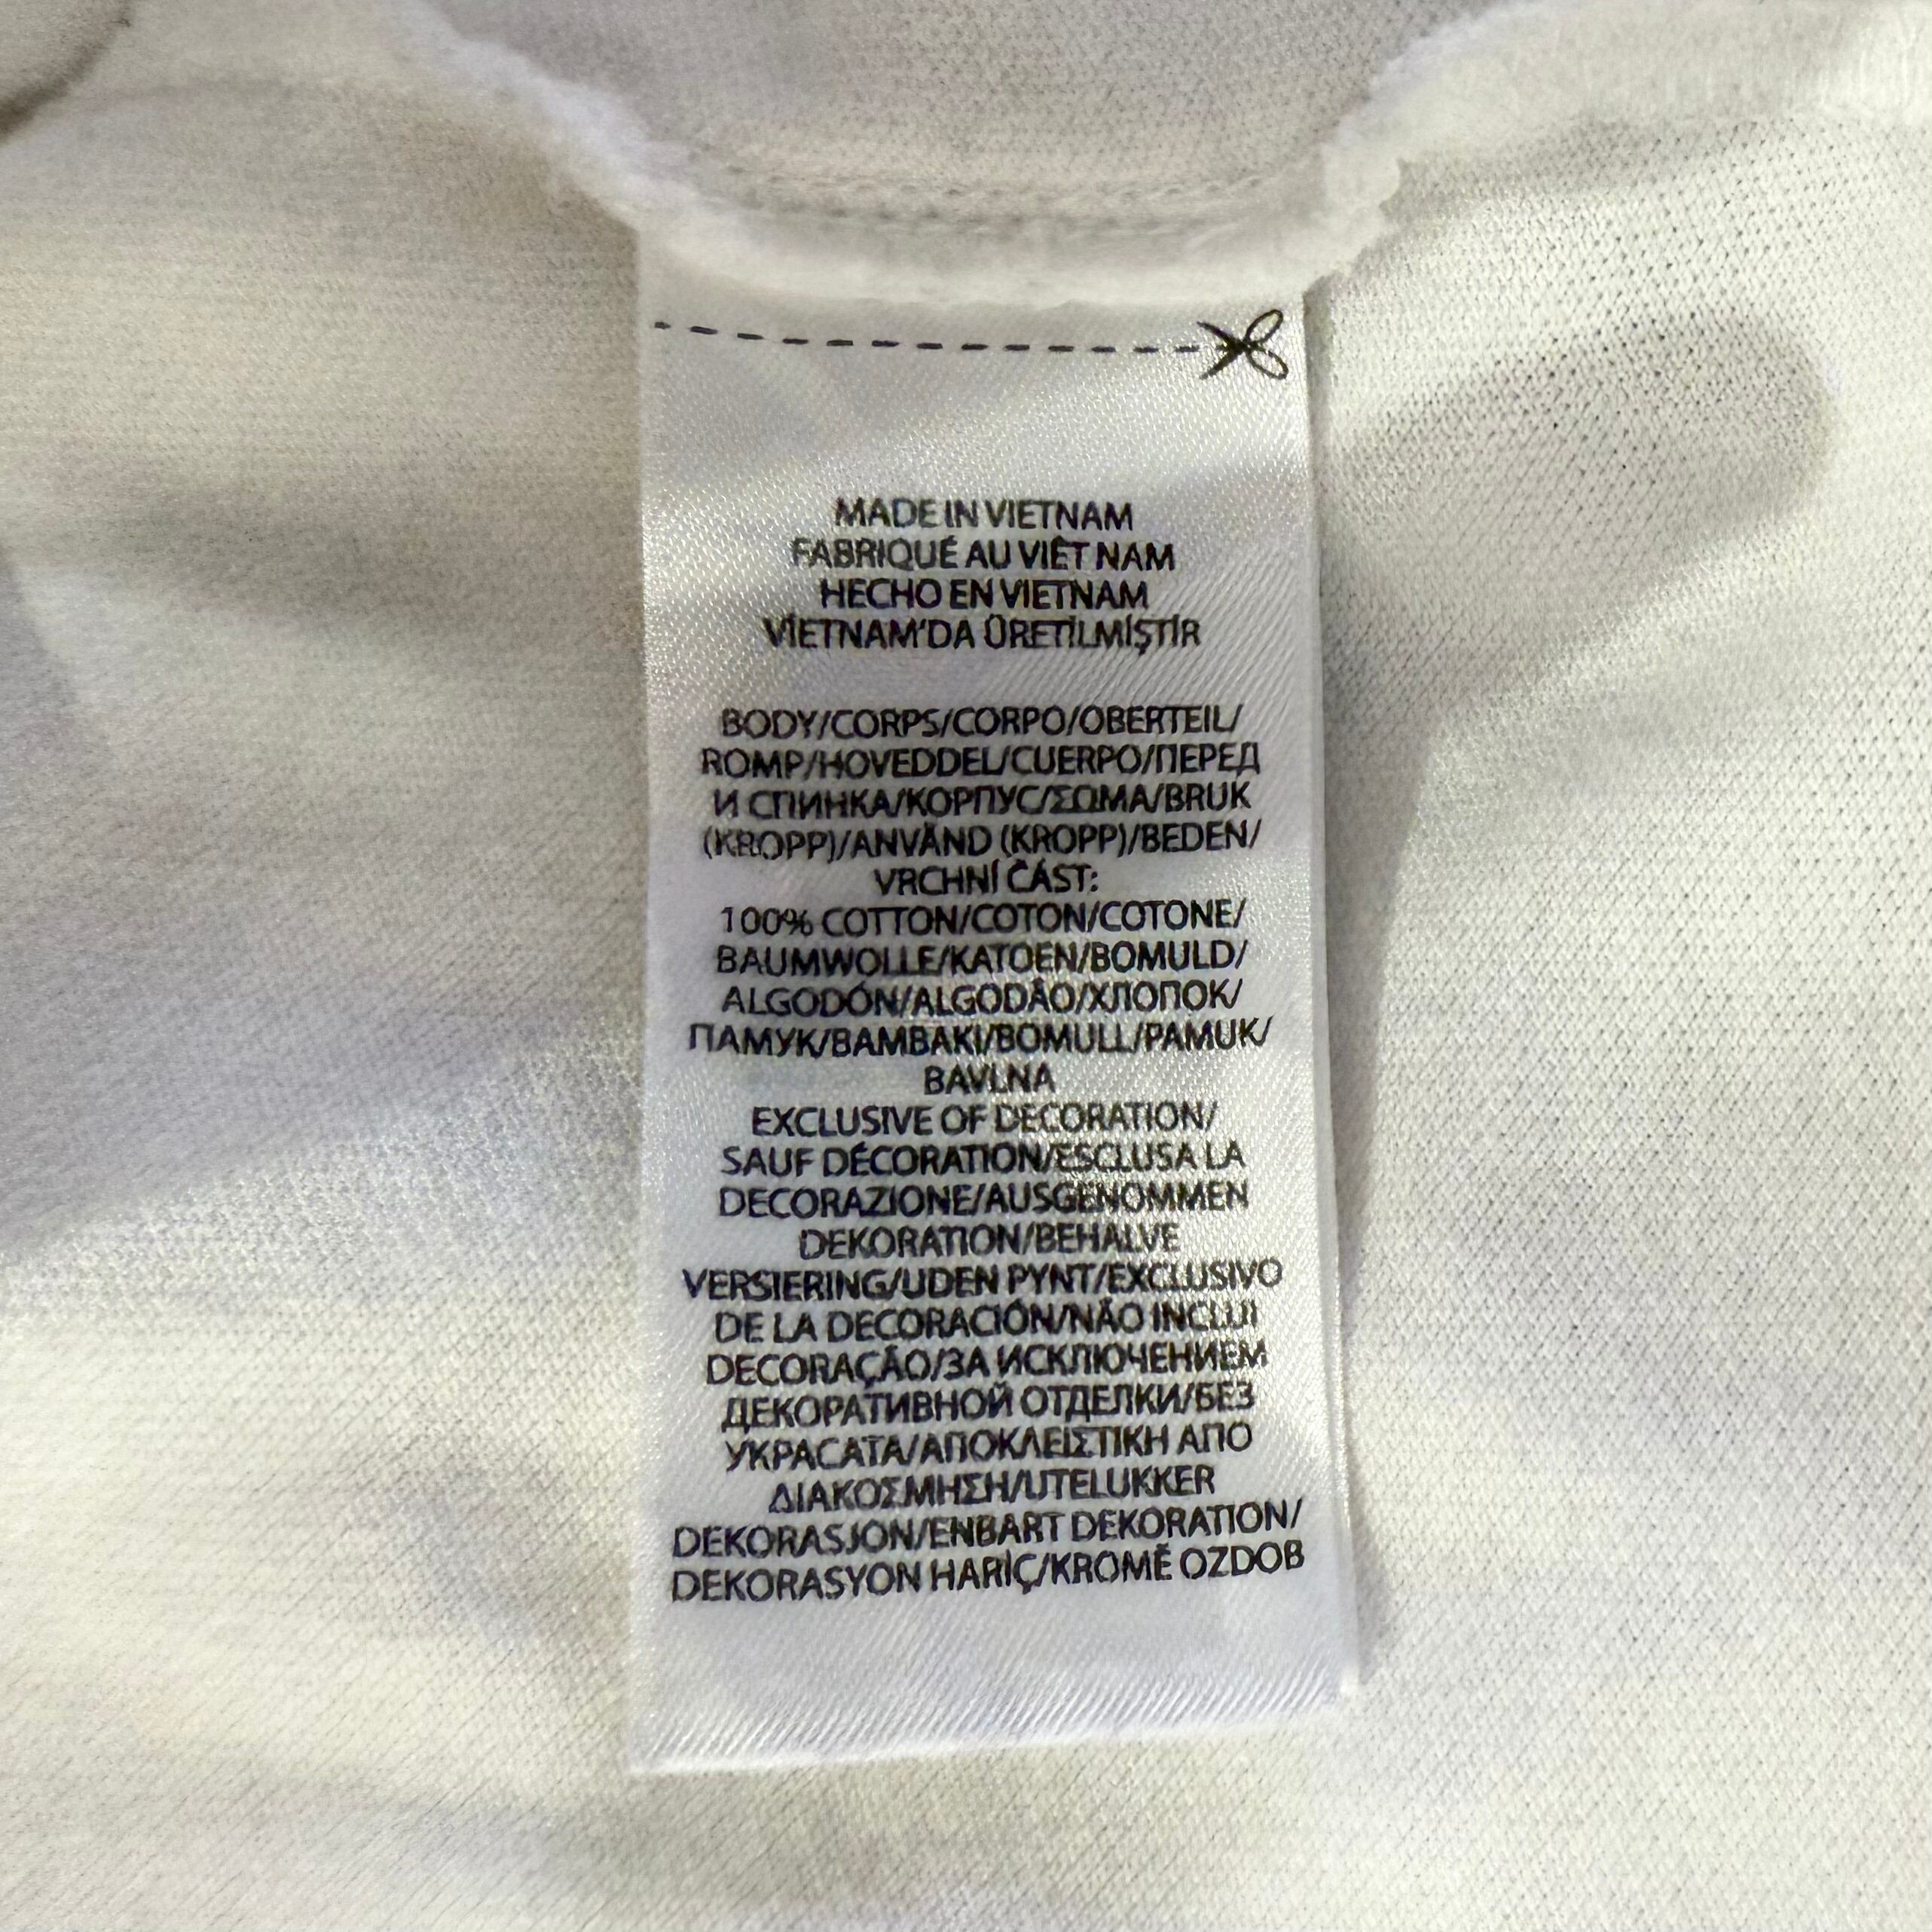 MADE IN VIETNAM
FABRIQUÉ AU VIÊT NAM
HECHO EN VIETNAM
VİETNAM'DA ÜRETİLMİŞTİR
BODY/CORPS/CORPO/OBERTEIL/
ROMP/HOVEDDEL/CUERPO/ПЕРЕД
И СПИНКА/КОРПУС/ΣΩΜΑ/BRUK
(KROPP)/ANVÄND (KROPP)/BEDEN/
VRCHNÍ ČÁST:
100% COTTON/COTON/COTONE/
BAUMWOLLE/KATOEN/BOMULD/
ALGODÓN/ALGODÃO/ХЛОПОК/
ПАМУК/ΒΑΜΒΑΚΙ/BOMULL/PAMUK/
BAVLNA
EXCLUSIVE OF DECORATION/
SAUF DÉCORATION/ESCLUSA LA
DECORAZIONE/AUSGENOMMEN
DEKORATION/BEHALVE
VERSIERING/UDEN PYNT/EXCLUSIVO
DE LA DECORACIÓN/NÃO INCLUI
DECORAÇÃO/ЗА ИСКЛЮЧЕНИЕМ
ДЕКОРАТИВНОЙ ОТДЕЛКИ/БЕЗ
УКРАСАТА/ΑΠΟΚΛΕΙΣΤΙΚΗ ΑΠΟ
ΔΙΑΚΟΣΜΗΣΗ/UTELUKKER
DEKORASJON/ENBART DEKORATION/
DEKORASYON HARİÇ/KROMĚ OZDOB